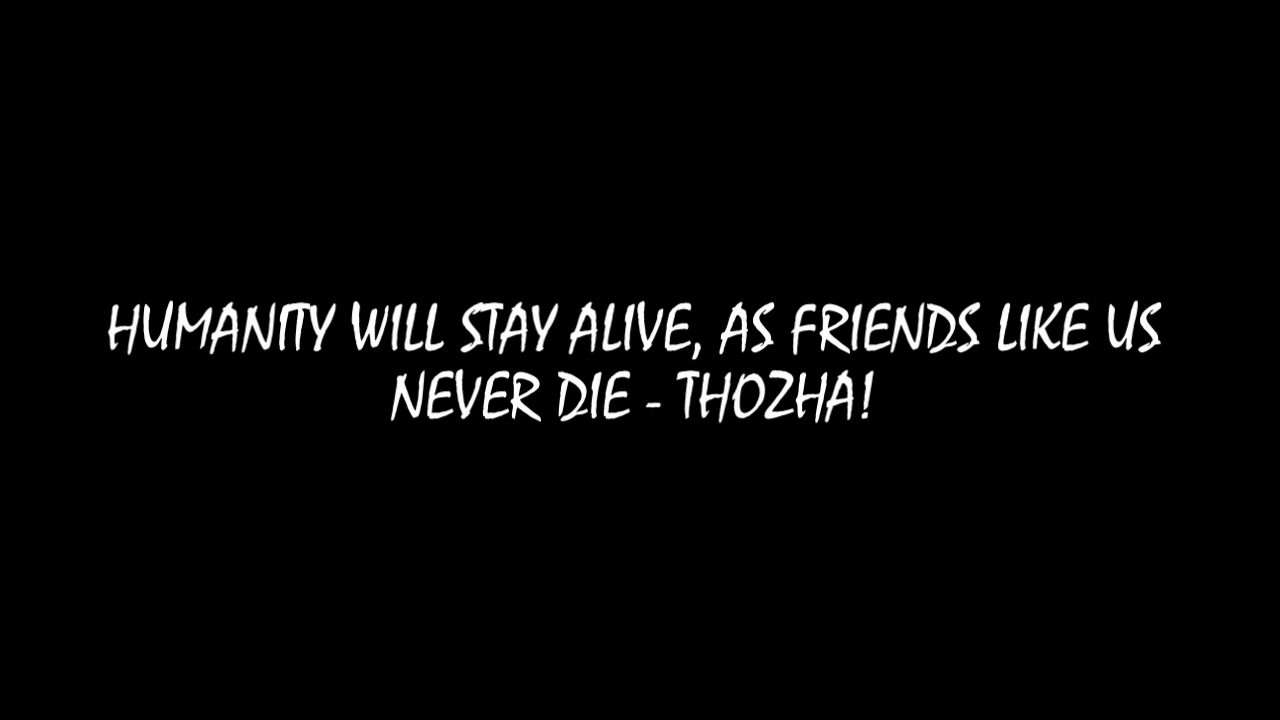 HUMANITY WILL STAY ALIVE, AS FRIENDS LIKE US
NEVER DIE - THOZHA!